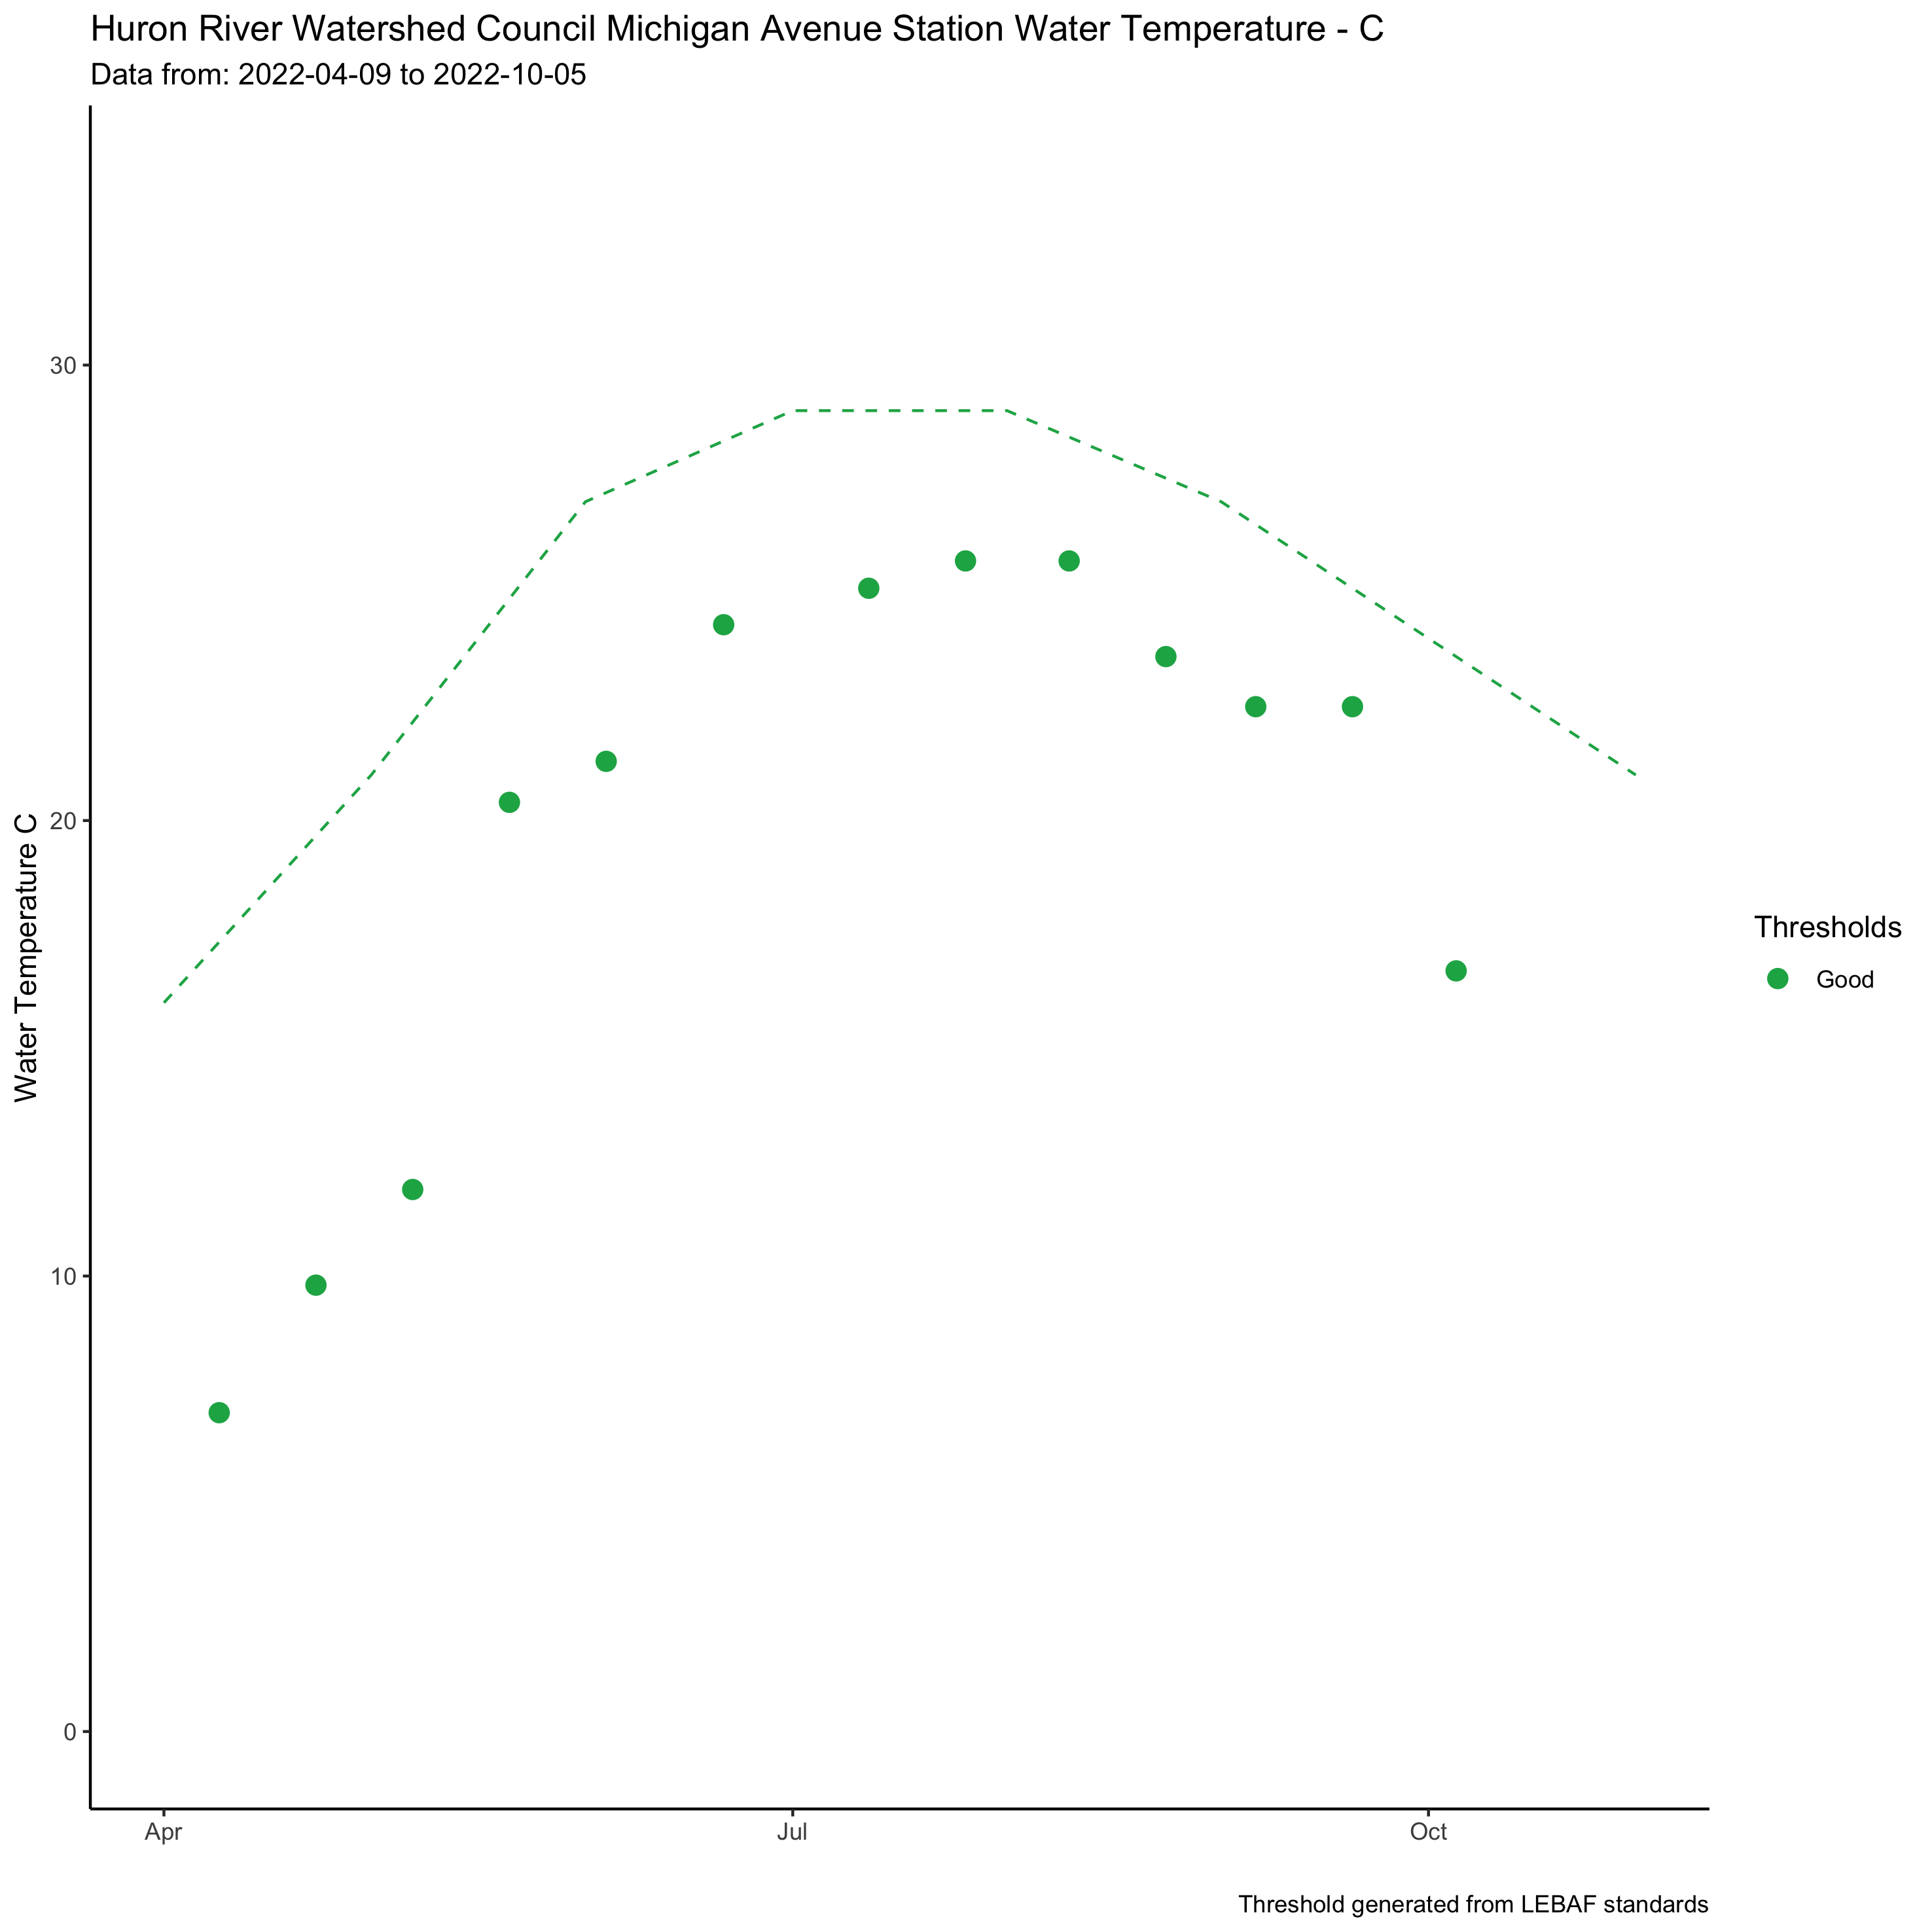 Huron River Watershed Council Michigan Avenue Station Water Temperature - C
Data from: 2022-04-09 to 2022-10-05
30
20
10
0
Water Temperature C
Apr
Jul
Oct
Thresholds
Good
Threshold generated from LEBAF standards